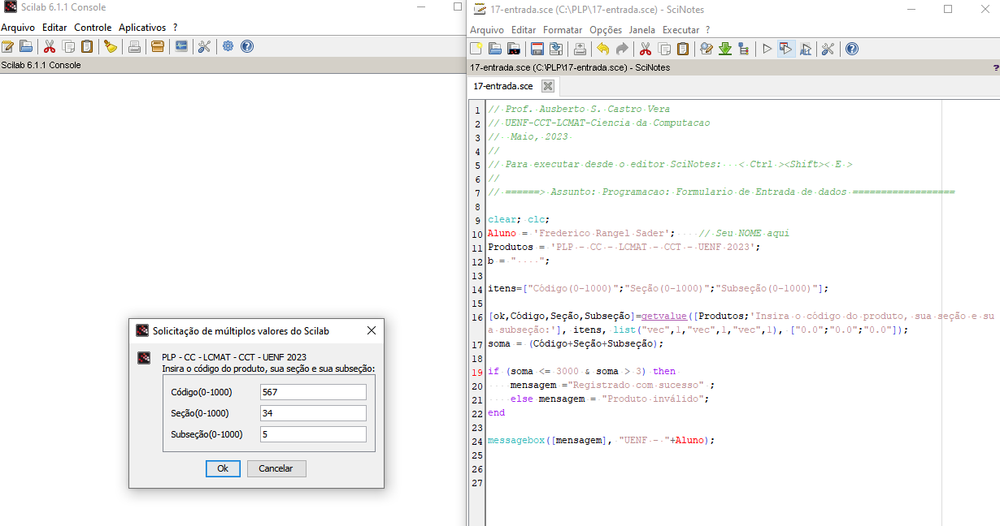 Scilab 6.1.1 Console
Arquivo Editar Controle Aplicativos ?
Scilab 6.1.1 Console
Solicitação de múltiplos valores do Scilab
PLP - CC - LCMAT - CCT - UENF 2023
Insira o código do produto, sua seção e sua subseção:
Código(0-1000) 567
Seção(0-1000) 34
Subseção(0-1000) 5
Ok Cancelar
17-entrada.sce (C:\PLP\17-entrada.sce) - SciNotes
Arquivo Editar Formatar Opções Janela Executar ?
17-entrada.sce (C:\PLP\17-entrada.sce) - SciNotes ?
17-entrada.sce
1 // Prof. Ausberto S. Castro Vera
2 // UENF-CCT-LCMAT-Ciencia da Computacao
3 // Maio, 2023
4 //
5 // Para executar desde o editor SciNotes: < Ctrl ><Shift>< E >
6 //
7 // ======> Assunto: Programacao: Formulario de Entrada de dados ==================
8
9 clear; clc;
10 Aluno = 'Frederico Rangel Sader'; // Seu NOME aqui
11 Produtos = 'PLP - CC - LCMAT - CCT - UENF 2023';
12 b = "....";
13
14 itens=["Código(0-1000)";"Seção(0-1000)";"Subseção(0-1000)"];
15
16 [ok,Código,Seção,Subseção]=getvalue([Produtos;'Insira o código do produto, sua seção e su
a subseção:'], itens, list("vec",1,"vec",1,"vec",1), ["0.0";"0.0";"0.0"]);
17 soma = (Código+Seção+Subseção);
18
19 if (soma <= 3000 & soma > 3) then
20 mensagem ="Registrado com sucesso" ;
21 else mensagem = "Produto inválido";
22 end
23
24 messagebox([mensagem], "UENF - "+Aluno);
25
26
27